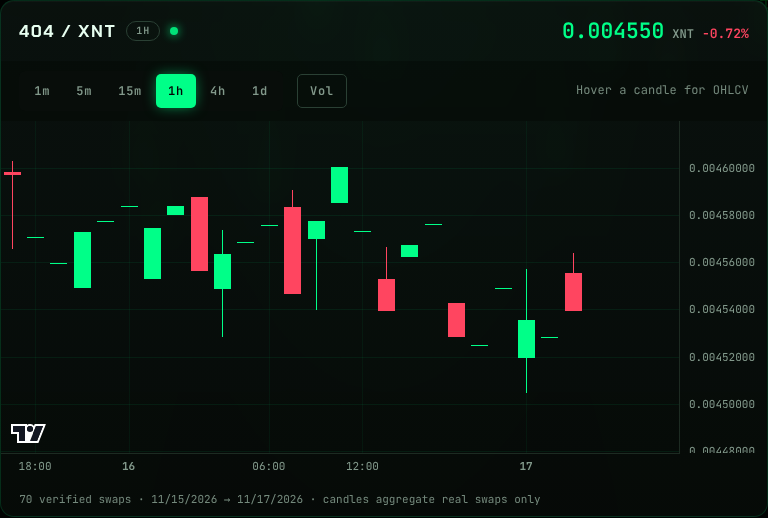 404 / XNT 1H 0.004550 XNT -0.72%
1m 5m 15m 1h 4h 1d Vol Hover a candle for OHLCV
0.00460000
0.00458000
0.00456000
0.00454000
0.00452000
0.00450000
0.00448000
18:00 16 06:00 12:00 17
70 verified swaps · 11/15/2026 → 11/17/2026 · candles aggregate real swaps only